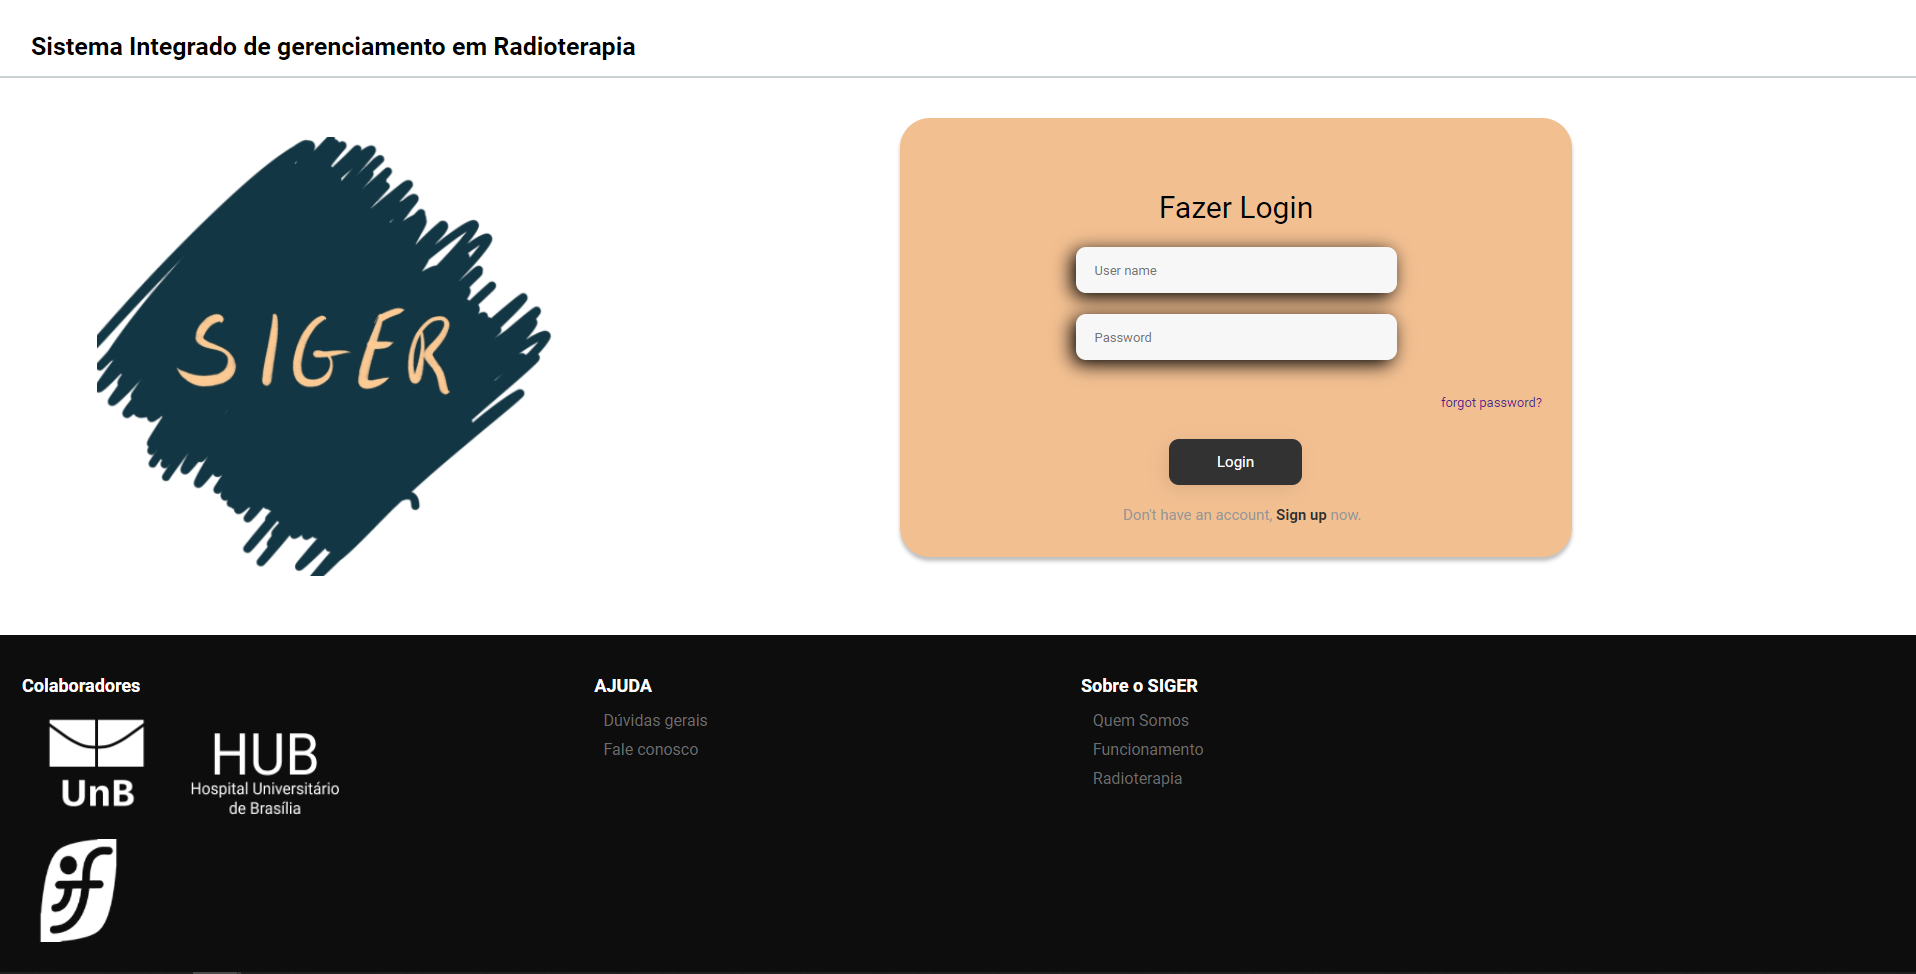 Sistema Integrado de gerenciamento em Radioterapia
SIGER
Fazer Login
User name
Password
forgot password?
Login
Don't have an account, Sign up now.
Colaboradores
UnB
HUB
Hospital Universitário
de Brasília
if
AJUDA
Dúvidas gerais
Fale conosco
Sobre o SIGER
Quem Somos
Funcionamento
Radioterapia